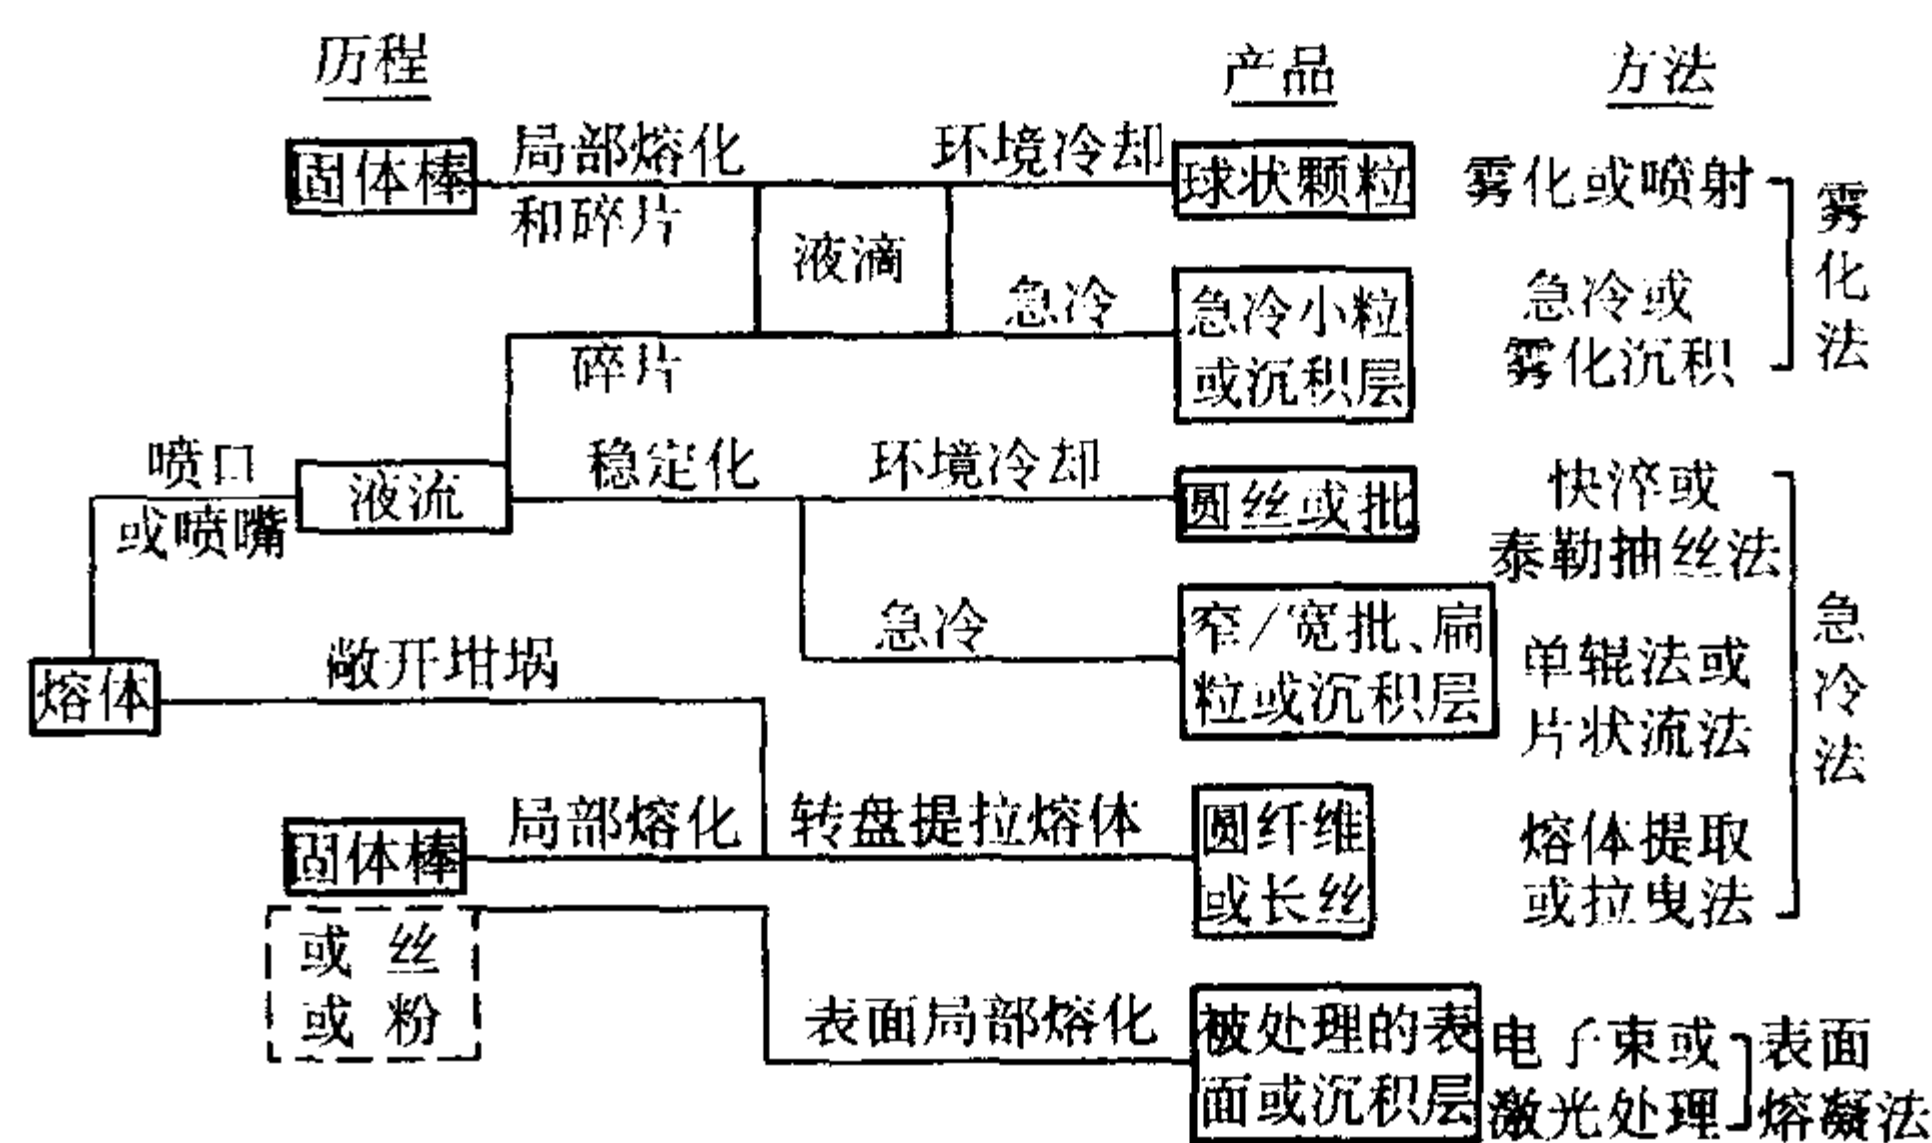 历程 产品 方法
固体棒 局部熔化 环境冷却 球状颗粒 雾化或喷射
和碎片
液滴
急冷 急冷小粒 急冷或
碎片 或沉积层 雾化沉积
雾化法
喷口 稳定化 环境冷却 快淬或
或喷嘴 液流 圆丝或批 泰勒抽丝法
急冷 窄/宽批、扁 单辊法或
敞开坩埚 粒或沉积层 片状流法
熔体
急冷法
局部熔化 转盘提拉熔体 圆纤维 熔体提取
固体棒 或长丝 或拉曳法
或丝
或粉
表面局部熔化 被处理的表 电子束或 表面
面或沉积层 激光处理 熔凝法